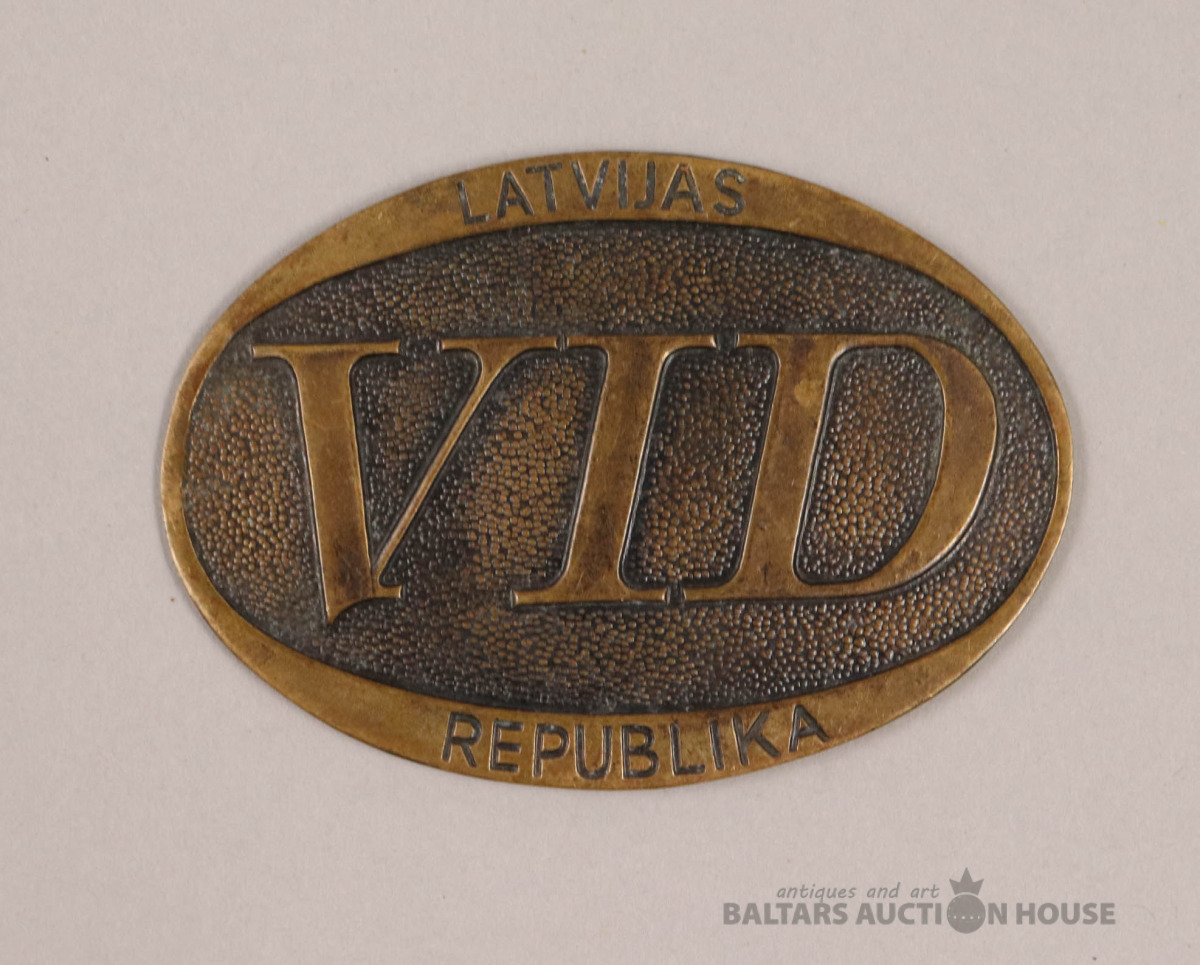 LATVIJAS
VID
REPUBLIKA
antiques and art
BALTARS AUCTION HOUSE